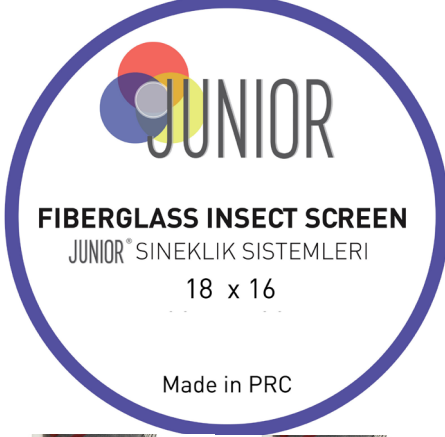 JUNIOR
FIBERGLASS INSECT SCREEN
JUNIOR® SINEKLIK SISTEMLERI
18 x 16
Made in PRC